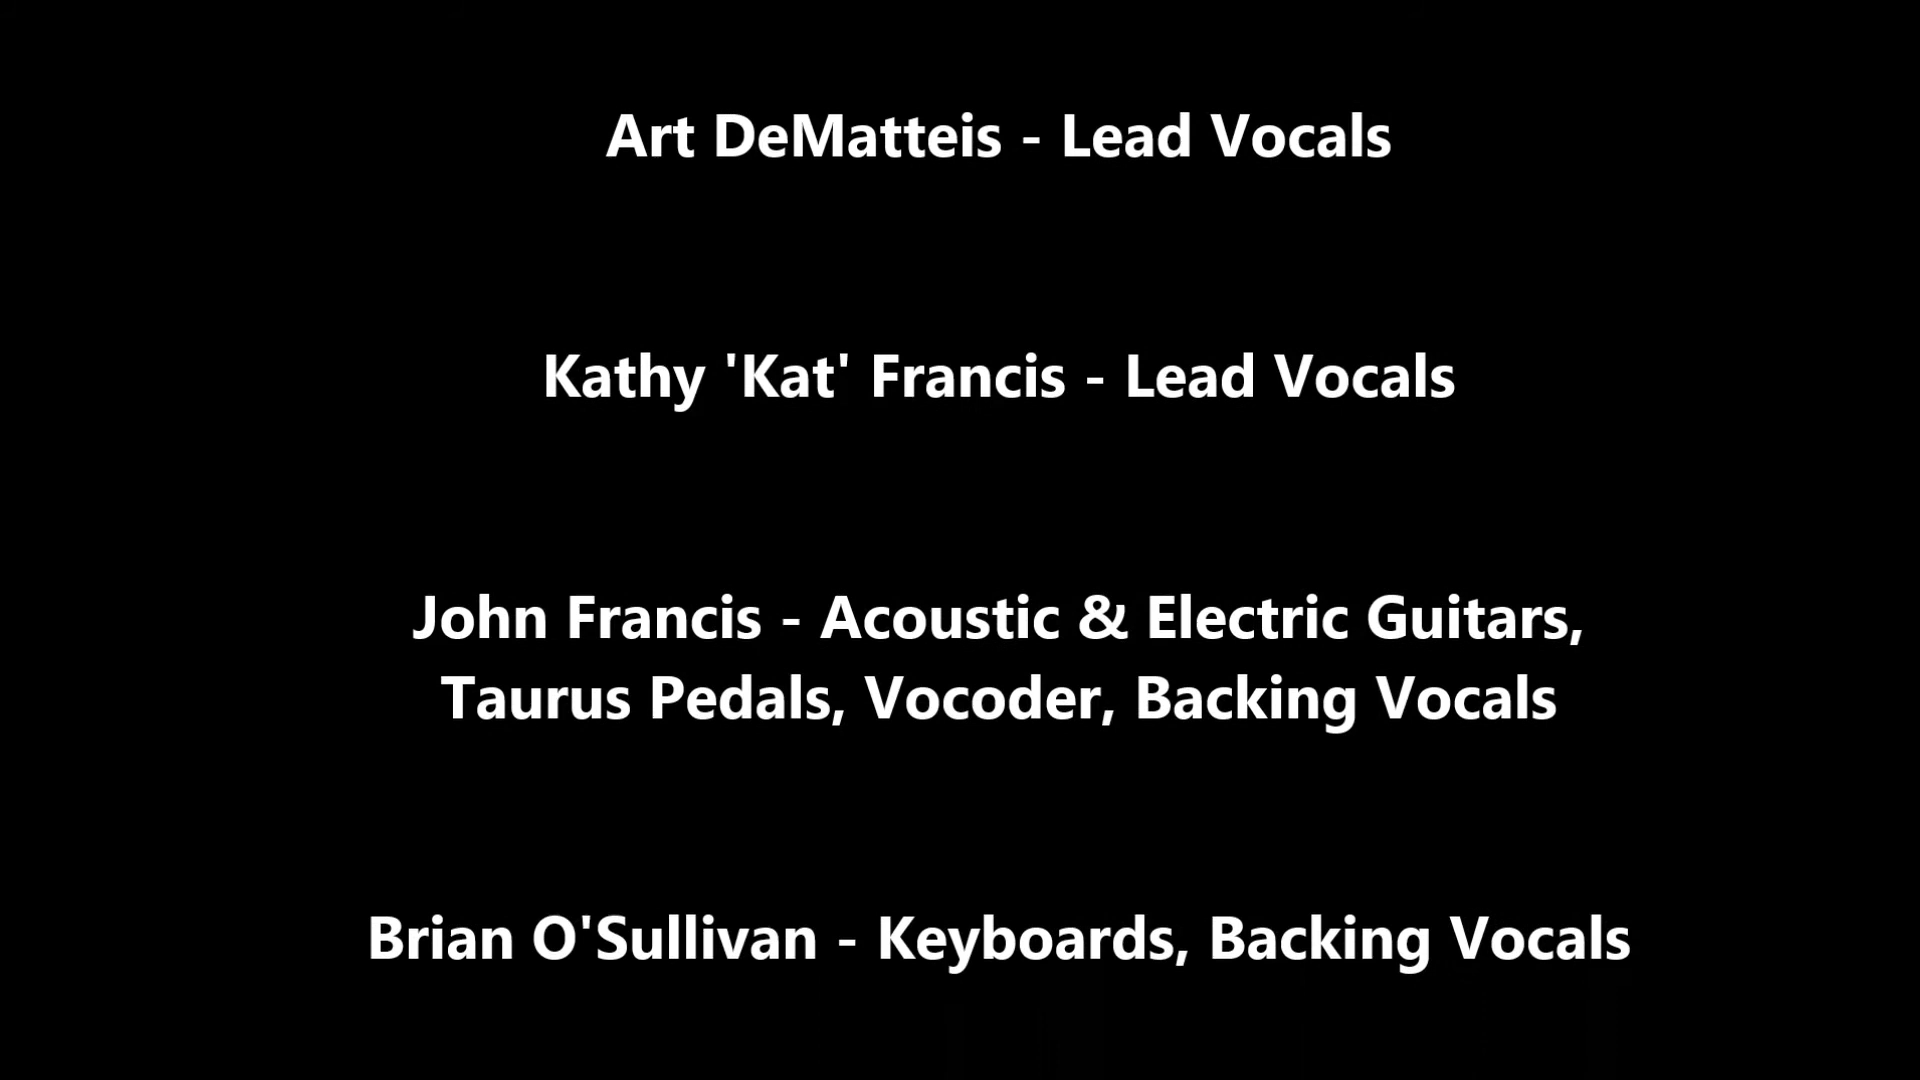 Art DeMatteis - Lead Vocals
Kathy 'Kat' Francis - Lead Vocals
John Francis - Acoustic & Electric Guitars,
Taurus Pedals, Vocoder, Backing Vocals
Brian O'Sullivan - Keyboards, Backing Vocals